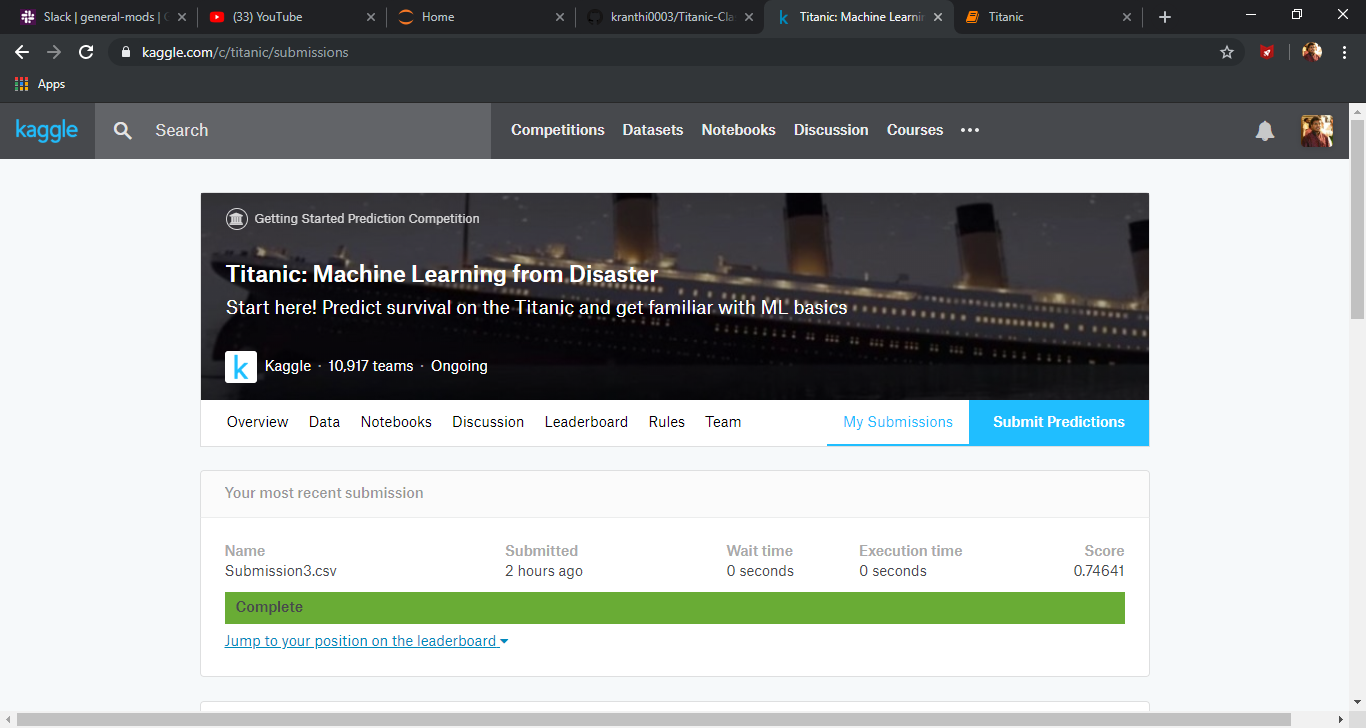 Slack | general-mods | (33) YouTube Home kranthi0003/Titanic-Cla Titanic: Machine Learnin Titanic
kaggle.com/c/titanic/submissions
Apps
kaggle Search Competitions Datasets Notebooks Discussion Courses
Getting Started Prediction Competition
Titanic: Machine Learning from Disaster
Start here! Predict survival on the Titanic and get familiar with ML basics
k Kaggle · 10,917 teams · Ongoing
Overview Data Notebooks Discussion Leaderboard Rules Team My Submissions Submit Predictions
Your most recent submission
Name Submitted Wait time Execution time Score
Submission3.csv 2 hours ago 0 seconds 0 seconds 0.74641
Complete
Jump to your position on the leaderboard